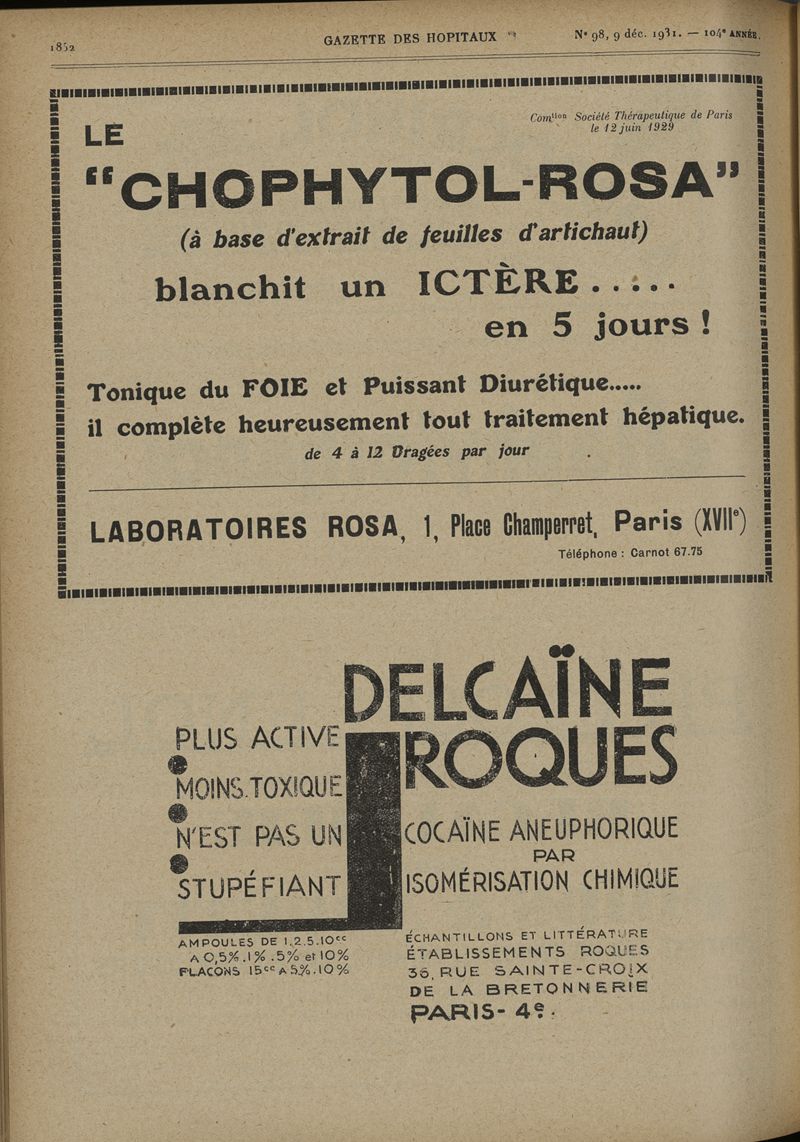 1852
GAZETTE DES HOPITAUX
N° 98, 9 déc. 1931. — 104e ANNÉE.
Comtion Société Thérapeutique de Paris
le 12 juin 1929
LE
“CHOPHYTOL-ROSA”
(à base d'extrait de feuilles d'artichaut)
blanchit un ICTÈRE.....
en 5 jours !
Tonique du FOIE et Puissant Diurétique.....
il complète heureusement tout traitement hépatique.
de 4 à 12 Dragées par jour
LABORATOIRES ROSA, 1, Place Champerret, Paris (XVIIe)
Téléphone : Carnot 67.75
DELCAÏNE
ROQUES
PLUS ACTIVE
MOINS.TOXIQUE
N'EST PAS UN
STUPÉFIANT
COCAÏNE ANEUPHORIQUE
PAR
ISOMÉRISATION CHIMIQUE
AMPOULES DE 1.2.5.10cc
A 0,5%.1%.5% et 10%
FLACONS 15cc A 5%.10%
ÉCHANTILLONS ET LITTÉRATURE
ÉTABLISSEMENTS ROQUES
36, RUE SAINTE-CROIX
DE LA BRETONNERIE
PARIS-4e.